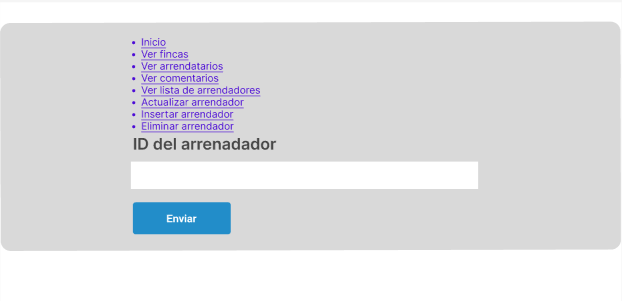 Inicio
Ver fincas
Ver arrendatarios
Ver comentarios
Ver lista de arrendadores
Actualizar arrendador
Insertar arrendador
Eliminar arrendador
ID del arrenadador
Enviar